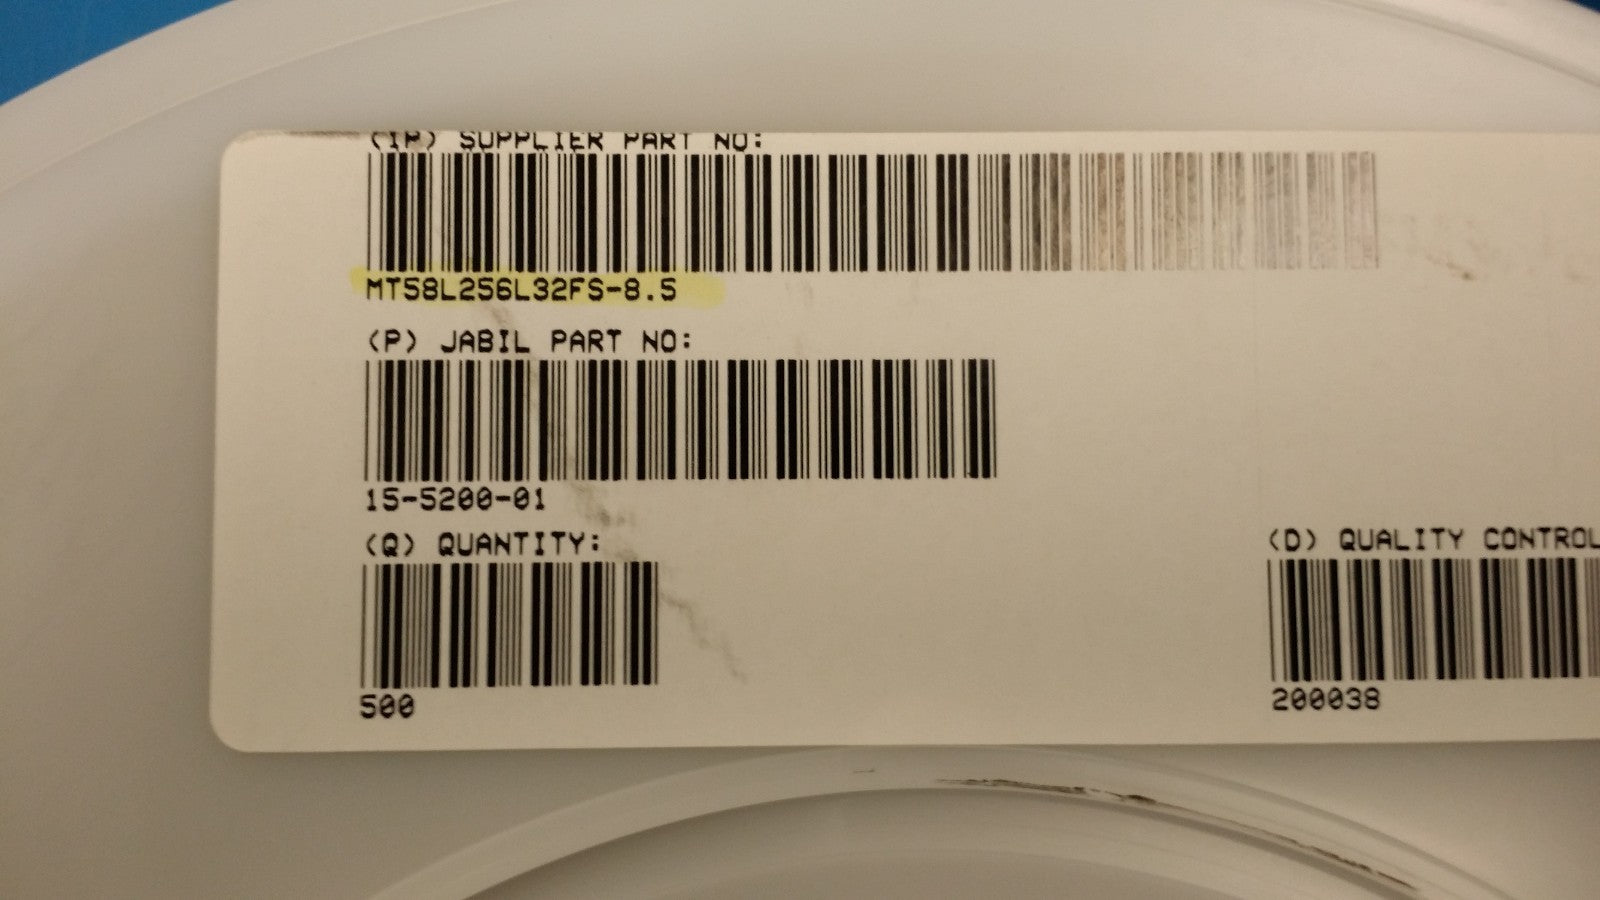 (1P) SUPPLIER PART NO:
MT58L256L32FS-8.5
(P) JABIL PART NO:
15-5200-01
(Q) QUANTITY:
500
(D) QUALITY CONTROL
200038